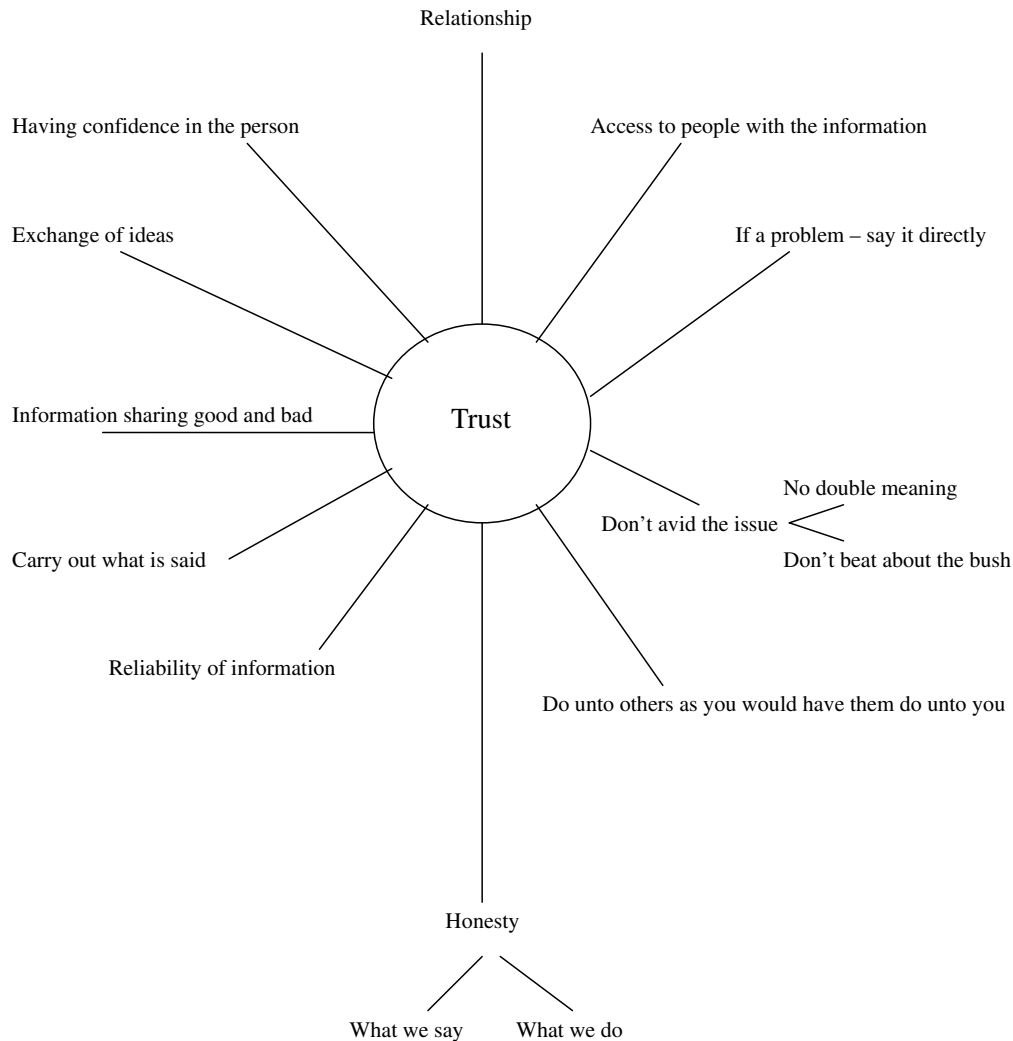 Relationship
Having confidence in the person
Access to people with the information
Exchange of ideas
If a problem – say it directly
Information sharing good and bad
Trust
No double meaning
Don't avid the issue
Carry out what is said
Don't beat about the bush
Reliability of information
Do unto others as you would have them do unto you
Honesty
What we say
What we do